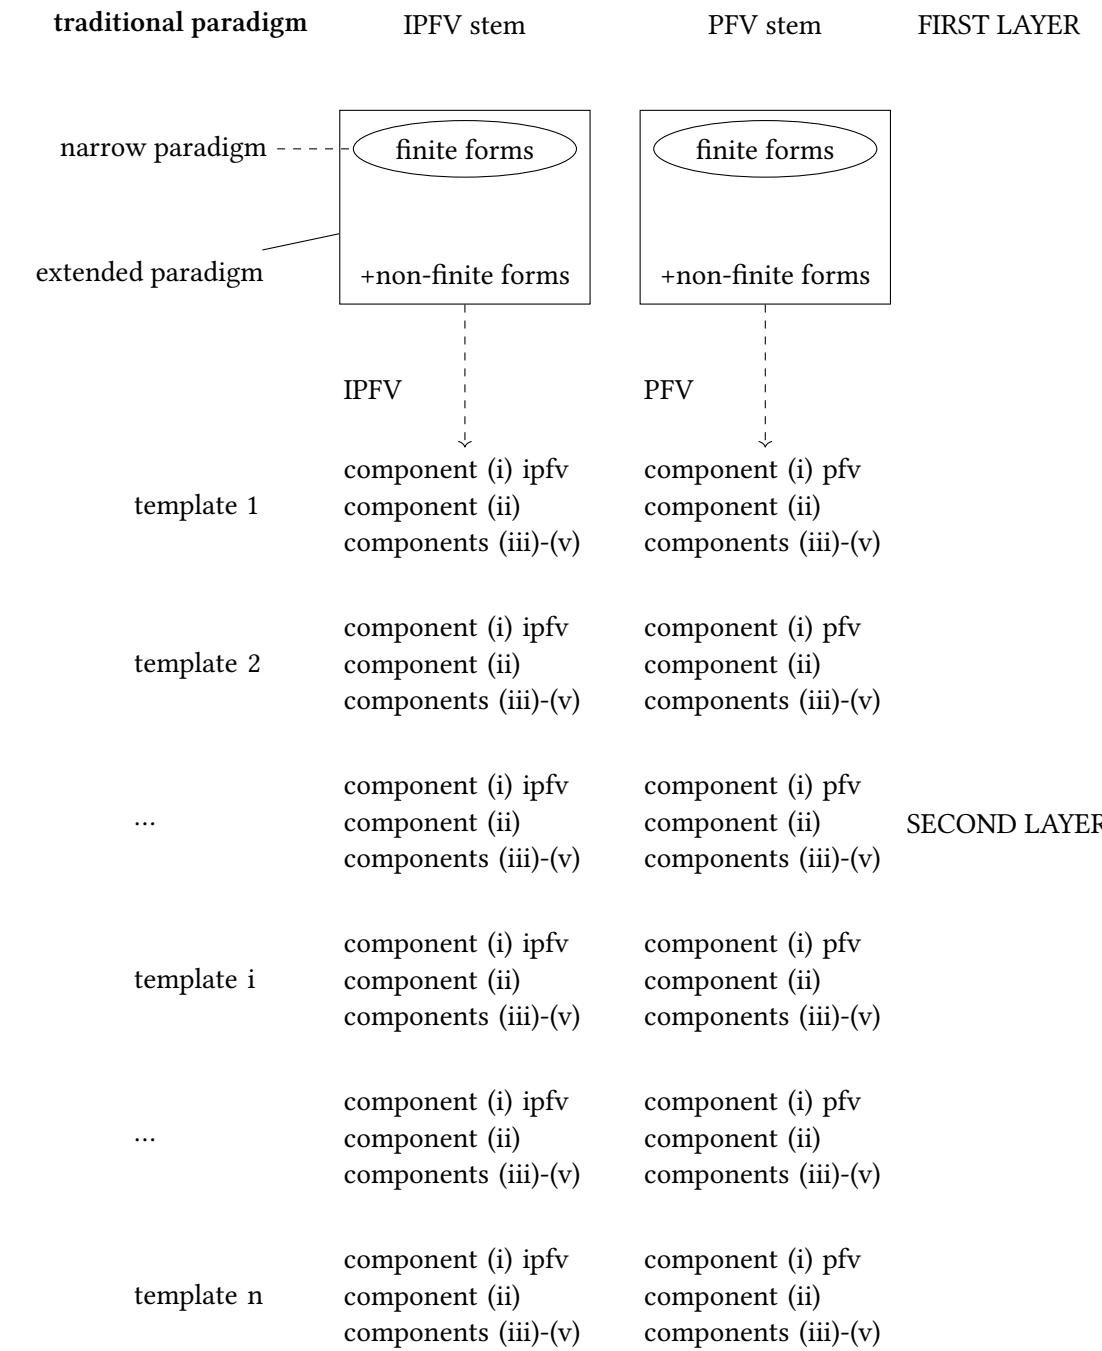 traditional paradigm IPFV stem PFV stem FIRST LAYER
narrow paradigm finite forms finite forms
extended paradigm +non-finite forms +non-finite forms
IPFV PFV
component (i) ipfv component (i) pfv
template 1 component (ii) component (ii)
components (iii)-(v) components (iii)-(v)
component (i) ipfv component (i) pfv
template 2 component (ii) component (ii)
components (iii)-(v) components (iii)-(v)
component (i) ipfv component (i) pfv
... component (ii) component (ii) SECOND LAYER
components (iii)-(v) components (iii)-(v)
component (i) ipfv component (i) pfv
template i component (ii) component (ii)
components (iii)-(v) components (iii)-(v)
component (i) ipfv component (i) pfv
... component (ii) component (ii)
components (iii)-(v) components (iii)-(v)
component (i) ipfv component (i) pfv
template n component (ii) component (ii)
components (iii)-(v) components (iii)-(v)